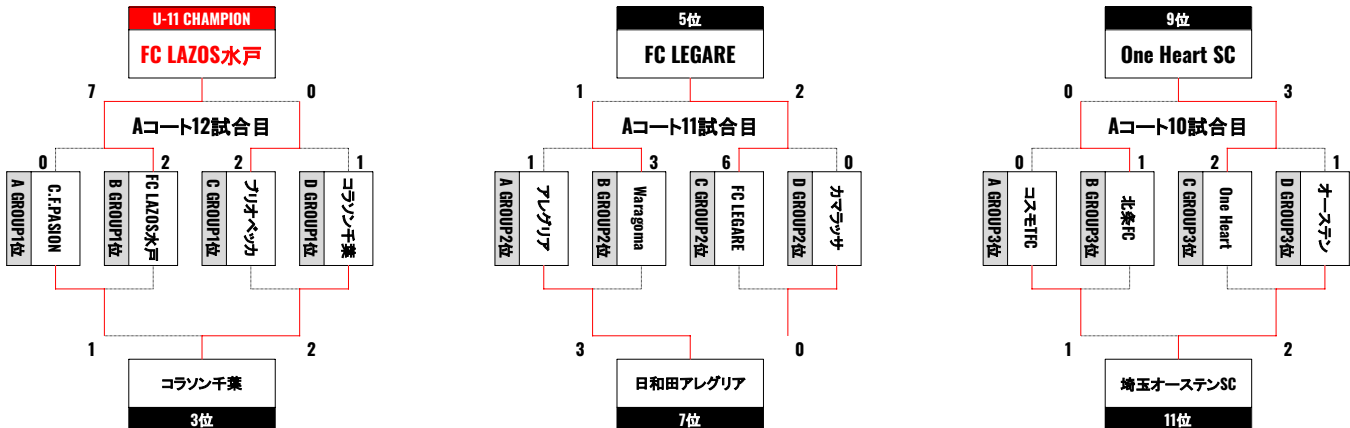 U-11 CHAMPION
FC LAZOS水戸
7
0
Aコート12試合目
0
2
2
1
A GROUP1位
C.F.PASION
B GROUP1位
FC LAZOS水戸
C GROUP1位
ブリオベッカ
D GROUP1位
コラソン千葉
1
2
コラソン千葉
3位
5位
FC LEGARE
1
2
Aコート11試合目
1
3
6
0
A GROUP2位
アレグリア
B GROUP2位
Waragoma
C GROUP2位
FC LEGARE
D GROUP2位
カマラッサ
3
0
日和田アレグリア
7位
9位
One Heart SC
0
3
Aコート10試合目
0
1
2
1
A GROUP3位
コスモTFC
B GROUP3位
北条FC
C GROUP3位
One Heart
D GROUP3位
オーステン
1
2
埼玉オーステンSC
11位